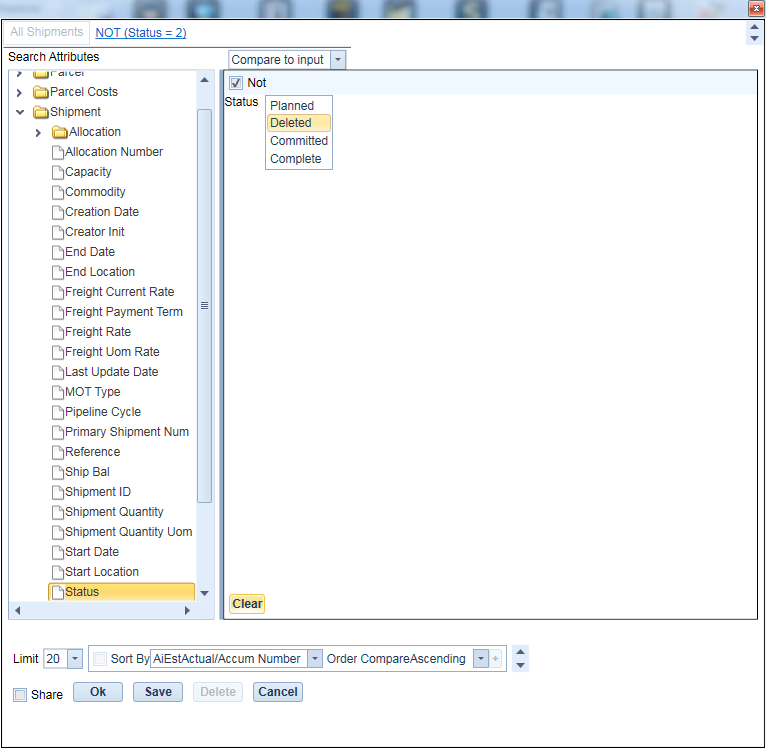 All Shipments NOT (Status = 2)
Search Attributes Compare to input
Parcel
Parcel Costs
Shipment
Allocation
Allocation Number
Capacity
Commodity
Creation Date
Creator Init
End Date
End Location
Freight Current Rate
Freight Payment Term
Freight Rate
Freight Uom Rate
Last Update Date
MOT Type
Pipeline Cycle
Primary Shipment Num
Reference
Ship Bal
Shipment ID
Shipment Quantity
Shipment Quantity Uom
Start Date
Start Location
Status
Not
Status
Planned
Deleted
Committed
Complete
Clear
Limit 20 Sort By AiEstActual/Accum Number Order CompareAscending +
Share Ok Save Delete Cancel